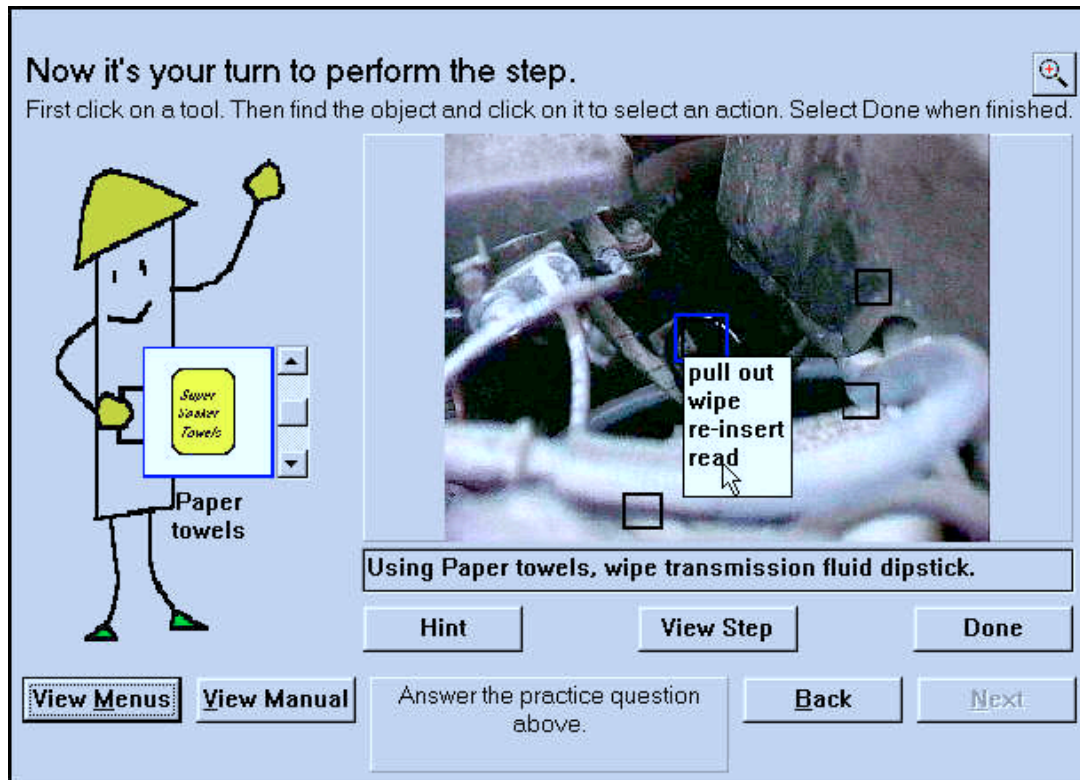 Now it's your turn to perform the step.
First click on a tool. Then find the object and click on it to select an action. Select Done when finished.
Super
Soaker
Towels
Paper
towels
pull out
wipe
re-insert
read
Using Paper towels, wipe transmission fluid dipstick.
Hint
View Step
Done
View Menus
View Manual
Answer the practice question
above.
Back
Next